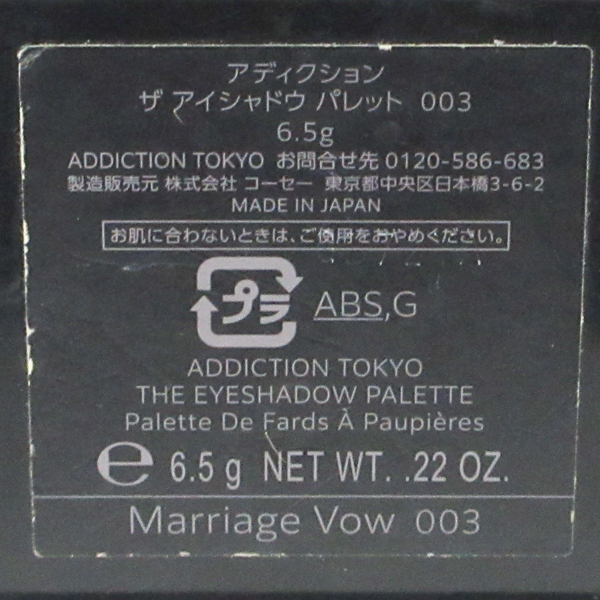 アディクション
ザ アイシャドウ パレット 003
6.5g
ADDICTION TOKYO お問合せ先 0120-586-683
製造販売元 株式会社 コーセー 東京都中央区日本橋3-6-2
MADE IN JAPAN
お肌に合わないときは、ご使用をおやめください。
プラ ABS,G
ADDICTION TOKYO
THE EYESHADOW PALETTE
Palette De Fards À Paupières
℮ 6.5 g NET WT. .22 OZ.
Marriage Vow 003